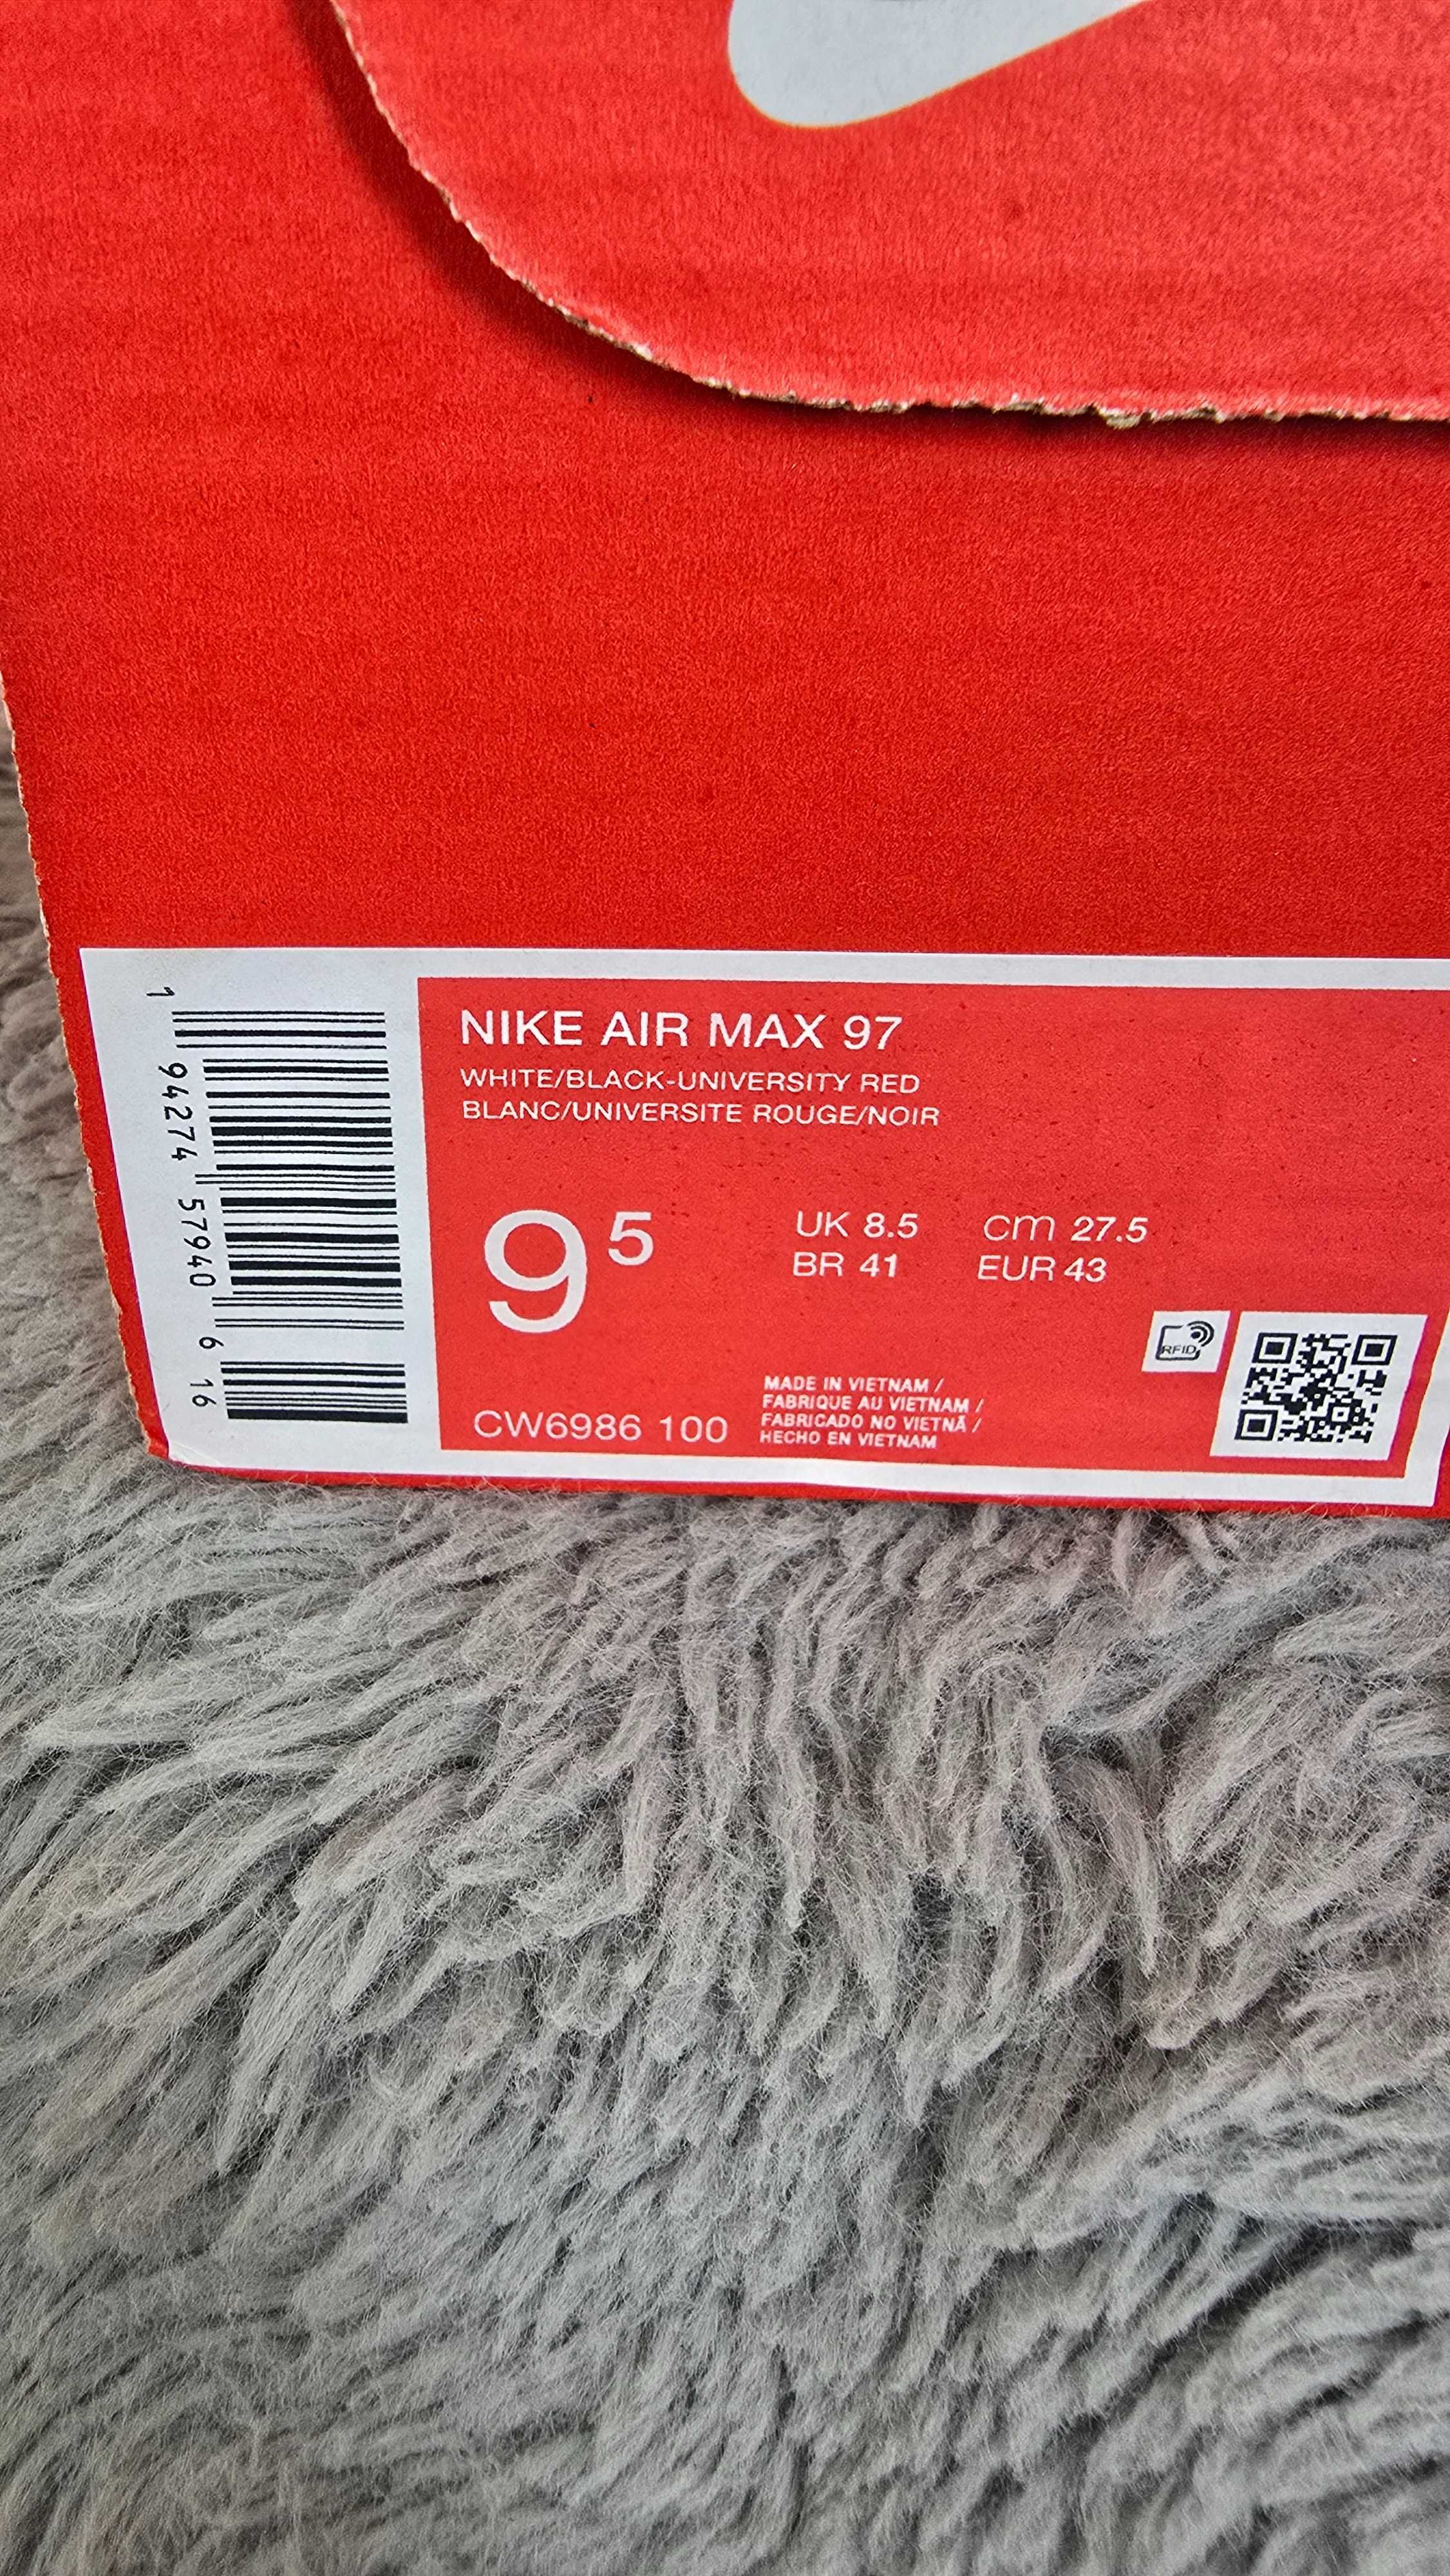 NIKE AIR MAX 97
WHITE/BLACK-UNIVERSITY RED
BLANC/UNIVERSITE ROUGE/NOIR
9 5
UK 8.5 cm 27.5
BR 41 EUR 43
RFID
CW6986 100
MADE IN VIETNAM /
FABRIQUE AU VIETNAM /
FABRICADO NO VIETNÃ /
HECHO EN VIETNAM
1 94274 57940 6 16